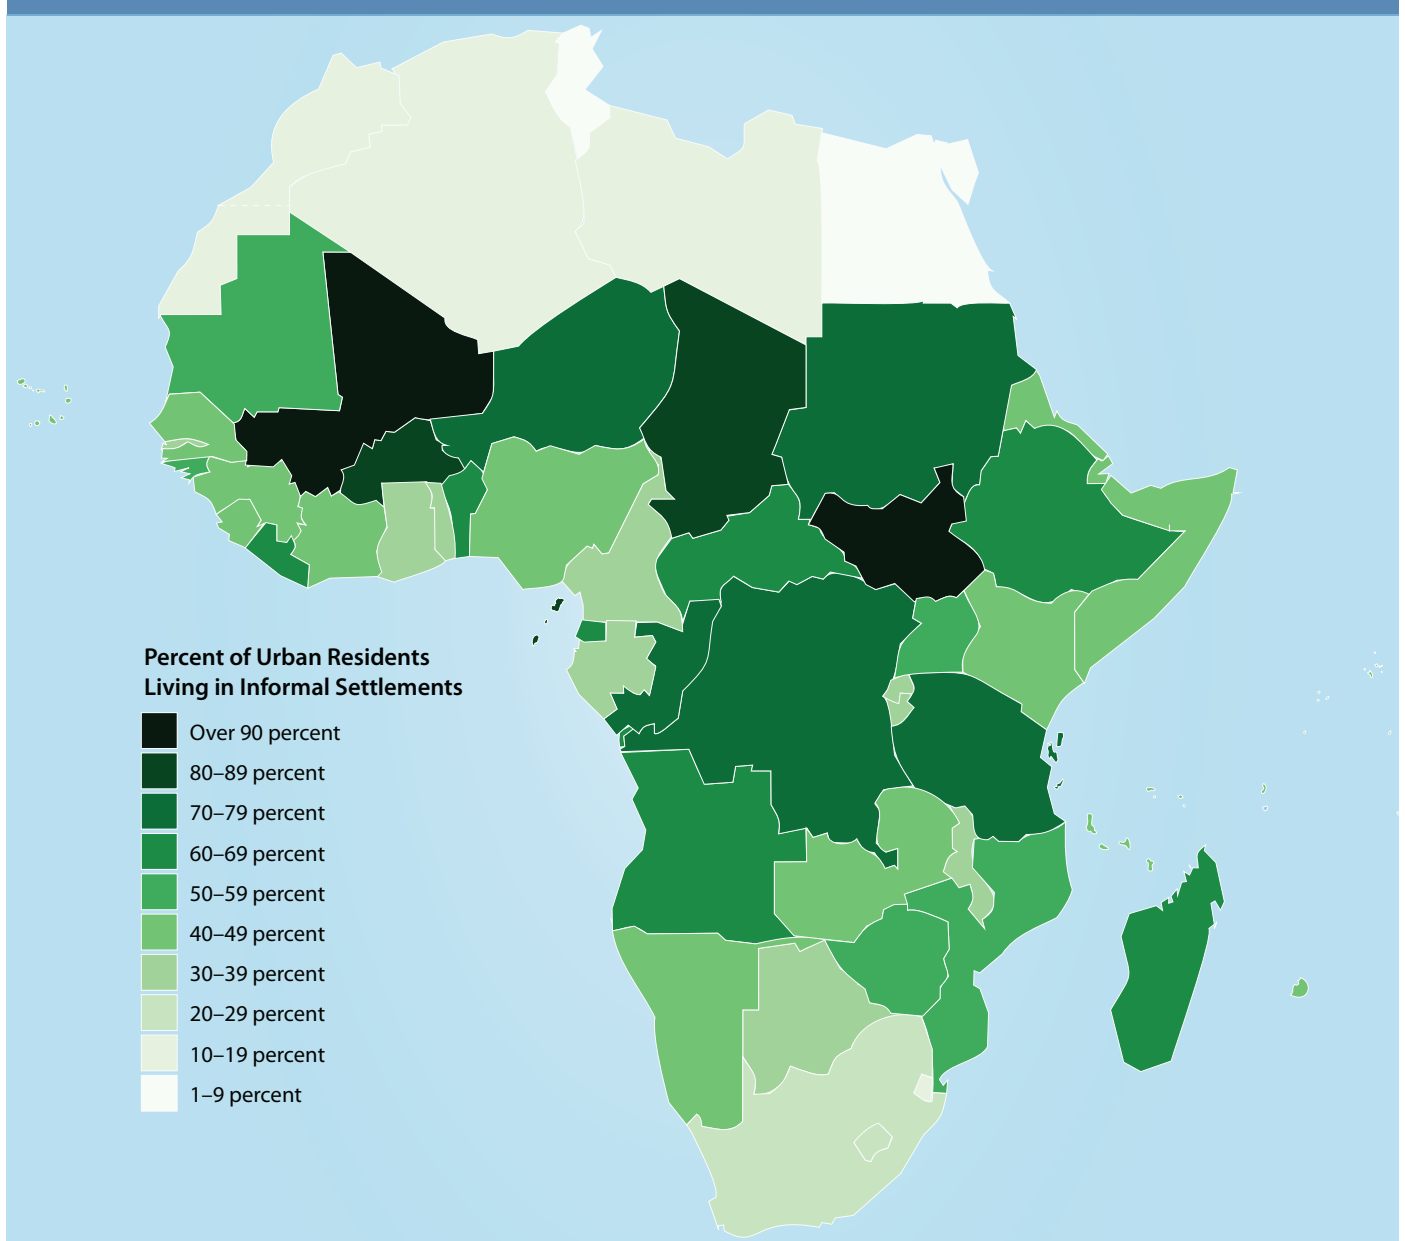 Percent of Urban Residents
Living in Informal Settlements
Over 90 percent
80–89 percent
70–79 percent
60–69 percent
50–59 percent
40–49 percent
30–39 percent
20–29 percent
10–19 percent
1–9 percent